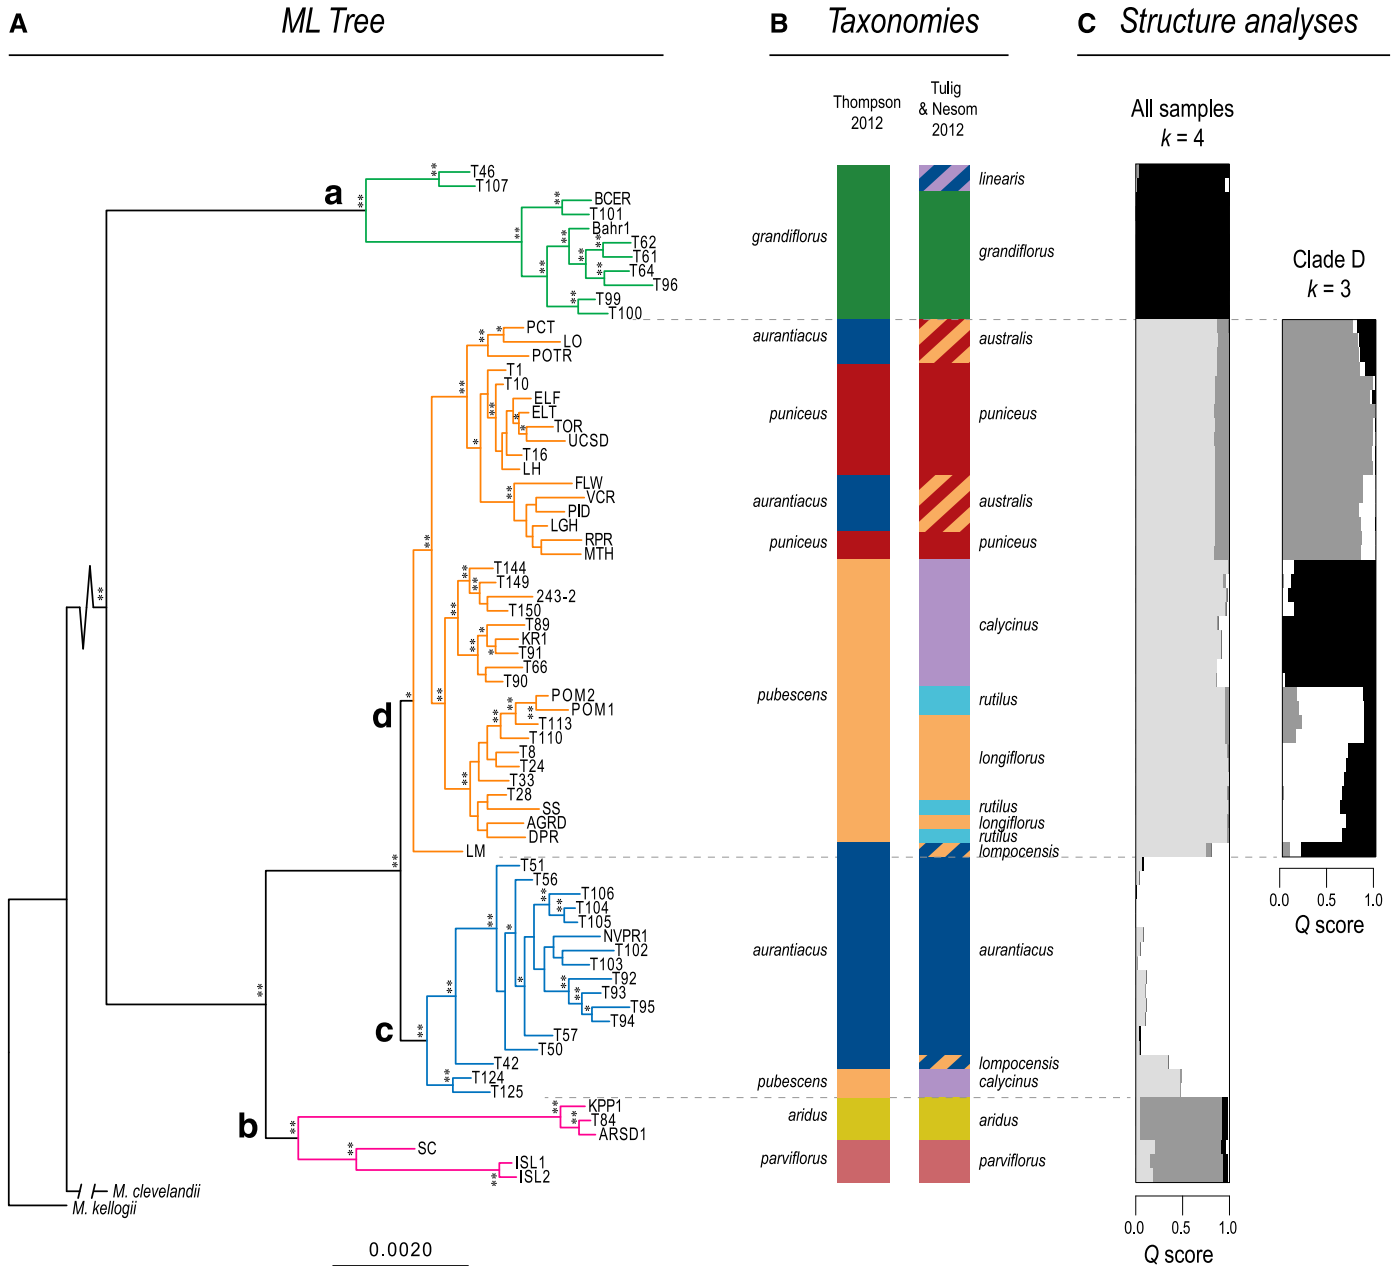 A ML Tree
B Taxonomies
C Structure analyses
Thompson
2012
Tulig
& Nesom
2012
All samples
k = 4
Clade D
k = 3
a
b
c
d
**
T46
T107
BCER
T101
Bahr1
T62
T61
T64
T96
T99
T100
PCT
LO
POTR
T1
T10
ELF
ELT
TOR
UCSD
T16
LH
FLW
VCR
PID
LGH
RPR
MTH
T144
T149
243-2
T150
T89
KR1
T91
T66
T90
POM2
POM1
T113
T110
T8
T24
T33
T28
SS
AGRD
DPR
LM
T51
T56
T106
T104
T105
NVPR1
T102
T103
T92
T93
T95
T94
T57
T50
T42
T124
T125
KPP1
T84
ARSD1
SC
ISL1
ISL2
M. clevelandii
M. kellogii
0.0020
grandiflorus
aurantiacus
puniceus
aurantiacus
puniceus
pubescens
aurantiacus
pubescens
aridus
parviflorus
linearis
grandiflorus
australis
puniceus
australis
puniceus
calycinus
rutilus
longiflorus
rutilus
longiflorus
rutilus
lompocensis
aurantiacus
lompocensis
calycinus
aridus
parviflorus
0.0 0.5 1.0
Q score
0.0 0.5 1.0
Q score